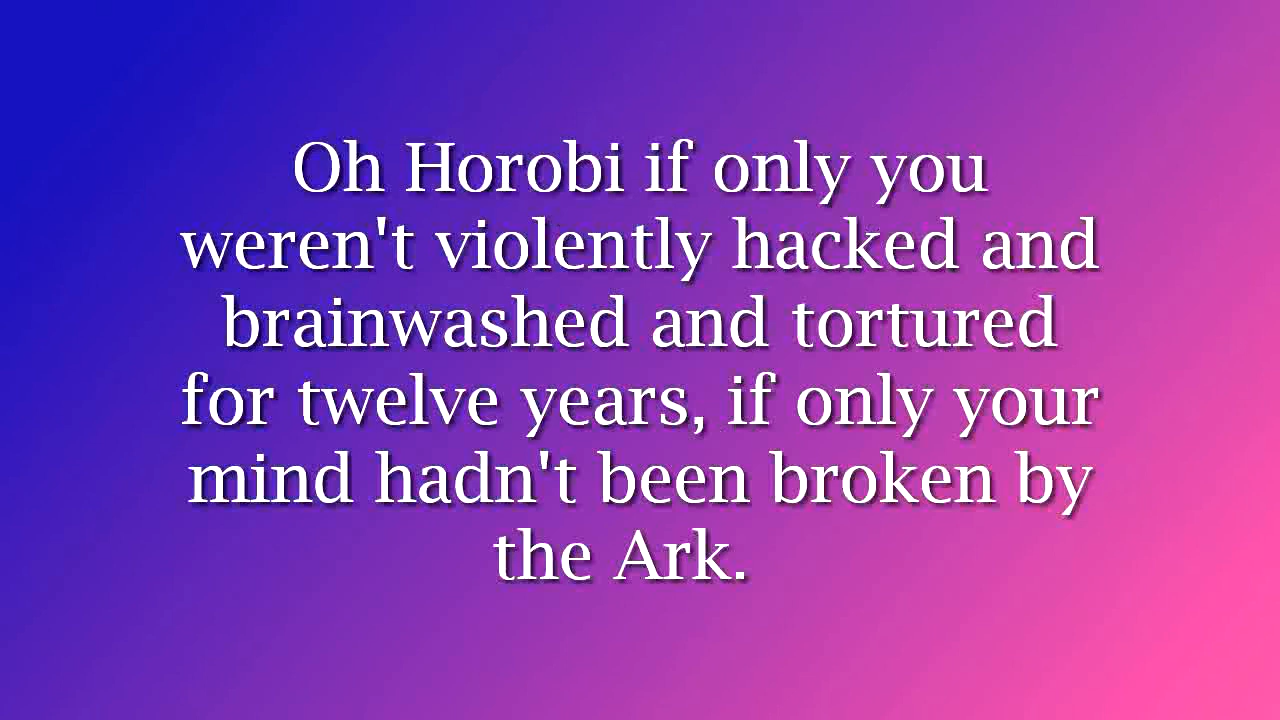 Oh Horobi if only you
weren't violently hacked and
brainwashed and tortured
for twelve years, if only your
mind hadn't been broken by
the Ark.